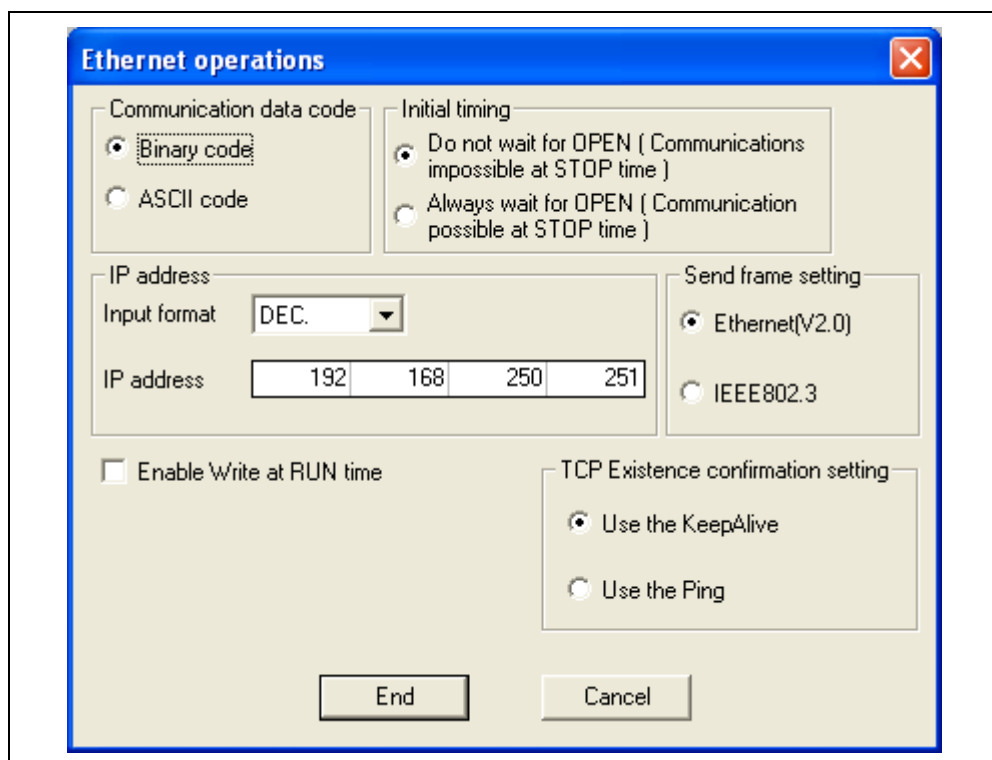 Ethernet operations
Communication data code
Binary code
ASCII code
Initial timing
Do not wait for OPEN ( Communications
impossible at STOP time )
Always wait for OPEN ( Communication
possible at STOP time )
IP address
Input format
DEC.
IP address
192 168 250 251
Send frame setting
Ethernet(V2.0)
IEEE802.3
Enable Write at RUN time
TCP Existence confirmation setting
Use the KeepAlive
Use the Ping
End
Cancel